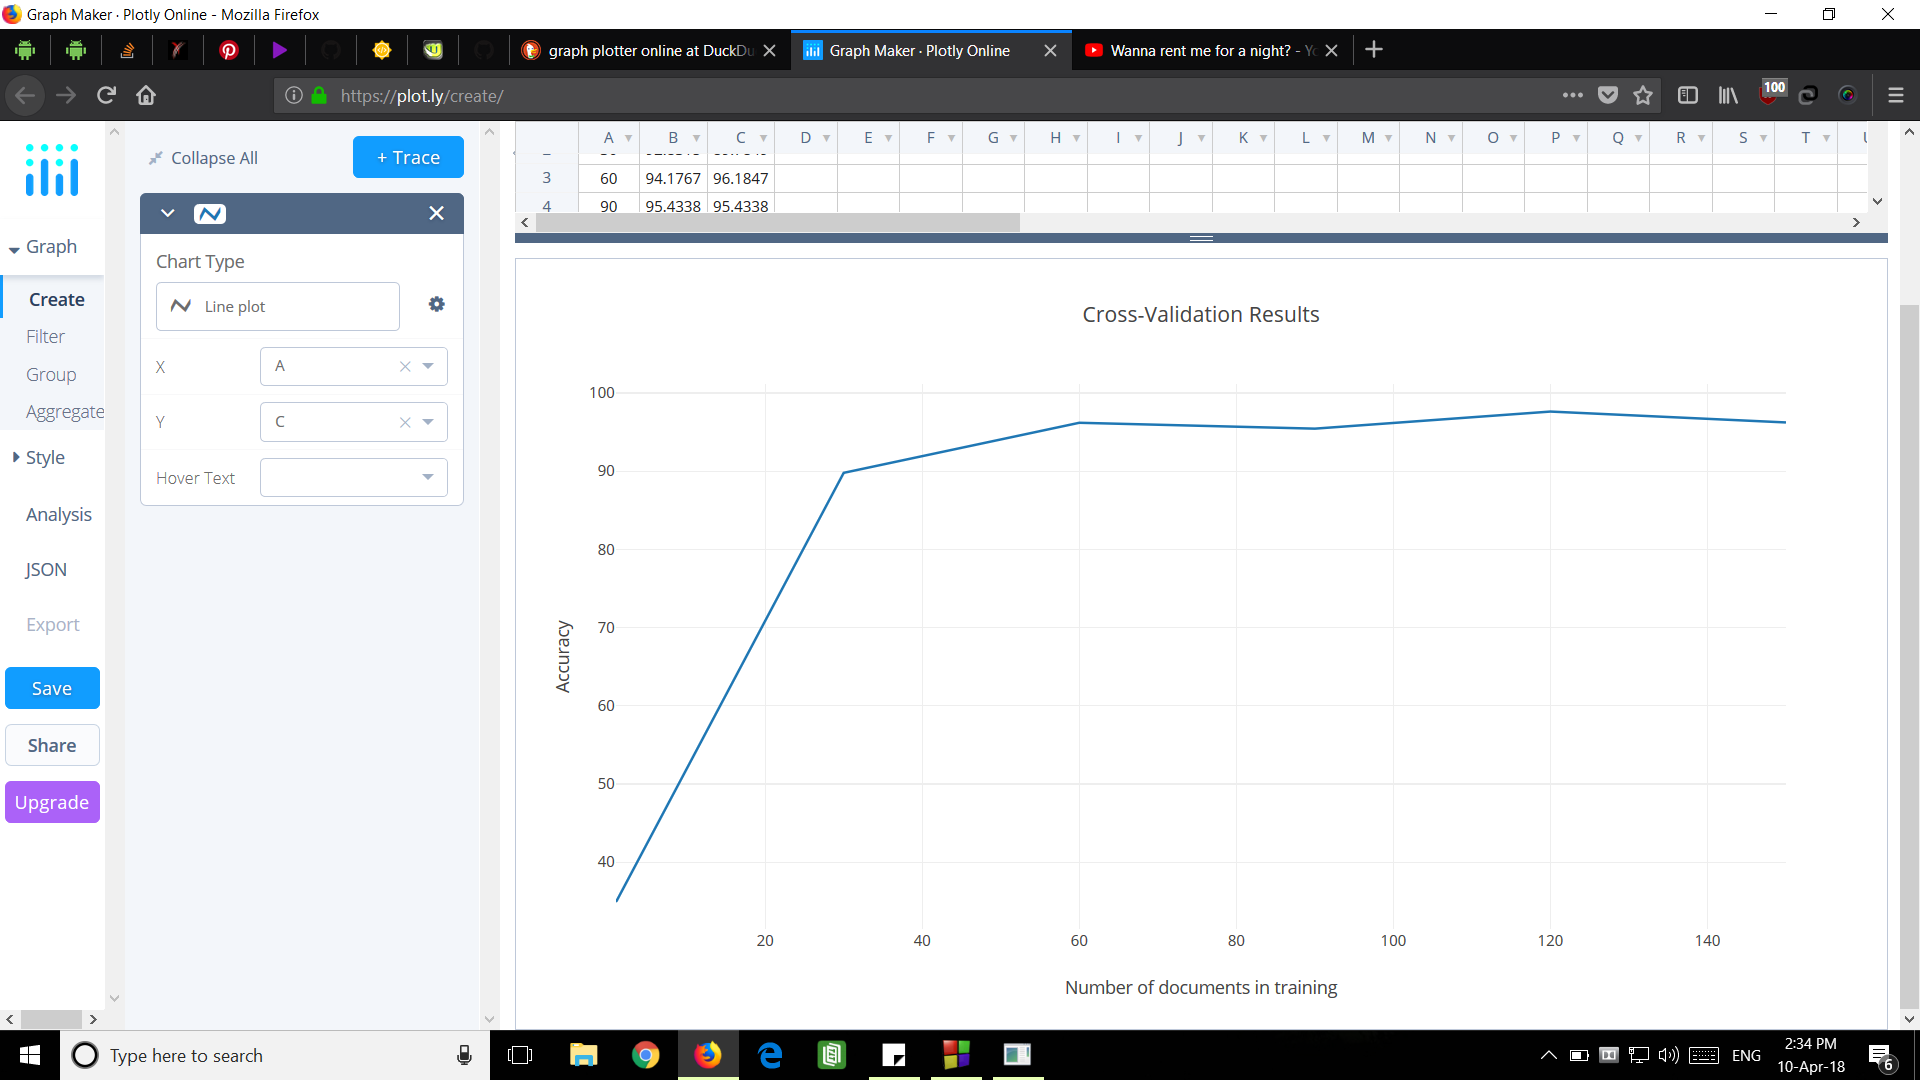 Graph Maker · Plotly Online - Mozilla Firefox
graph plotter online at DuckDu
Graph Maker · Plotly Online
Wanna rent me for a night? - Yo
https://plot.ly/create/
100
Collapse All
+ Trace
Graph
Create
Filter
Group
Aggregate
Style
Analysis
JSON
Export
Save
Share
Upgrade
Chart Type
Line plot
X A
Y C
Hover Text
A B C D E F G H I J K L M N O P Q R S T
3 60 94.1767 96.1847
4 90 95.4338 95.4338
Cross-Validation Results
100
90
80
70
60
50
40
Accuracy
20 40 60 80 100 120 140
Number of documents in training
Type here to search
ENG
2:34 PM
10-Apr-18
6